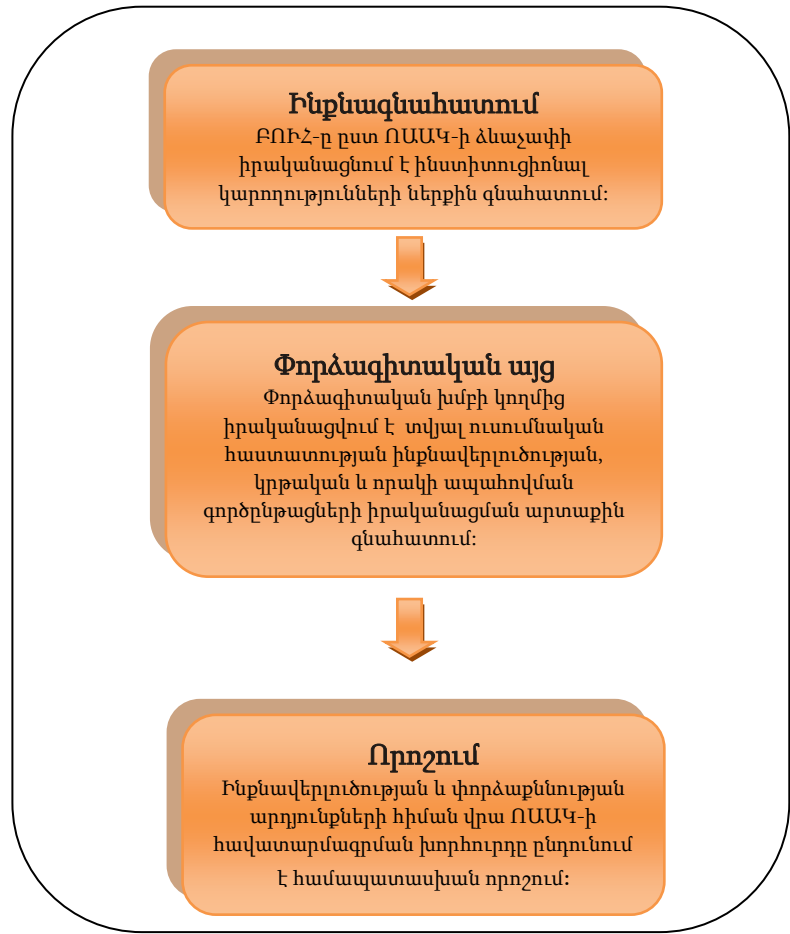 Ինքնագնահատում
ԲՈՒՀ-ը ըստ ՈԱԱԿ-ի ձևաչափի
իրականացնում է ինստիտուցիոնալ
կարողությունների ներքին գնահատում:
Փորձագիտական այց
Փորձագիտական խմբի կողմից
իրականացվում է տվյալ ուսումնական
հաստատության ինքնավերլուծության,
կրթական և որակի ապահովման
գործընթացների իրականացման արտաքին
գնահատում:
Որոշում
Ինքնավերլուծության և փորձաքննության
արդյունքների հիման վրա ՈԱԱԿ-ի
հավատարմագրման խորհուրդը ընդունում
է համապատասխան որոշում: